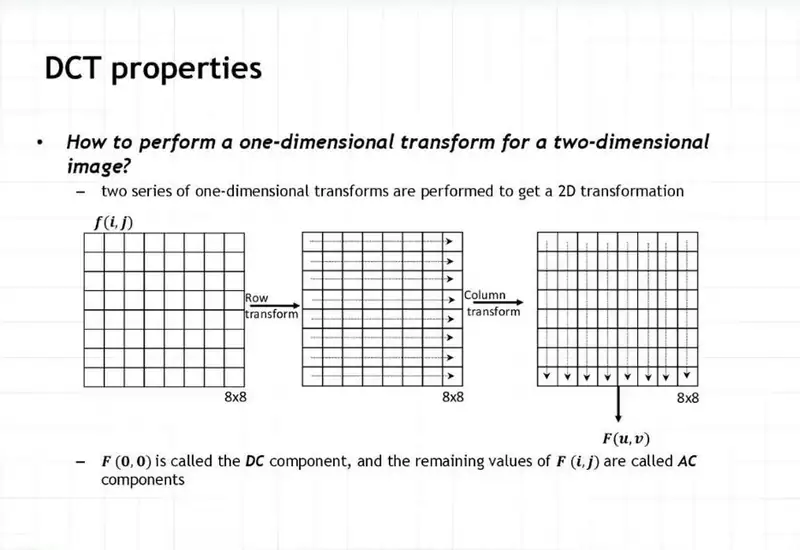 DCT properties
• How to perform a one-dimensional transform for a two-dimensional
image?
– two series of one-dimensional transforms are performed to get a 2D transformation
f(i,j)
Row
transform
Column
transform
8x8
8x8
8x8
F(u,v)
– F (0,0) is called the DC component, and the remaining values of F (i,j) are called AC
components